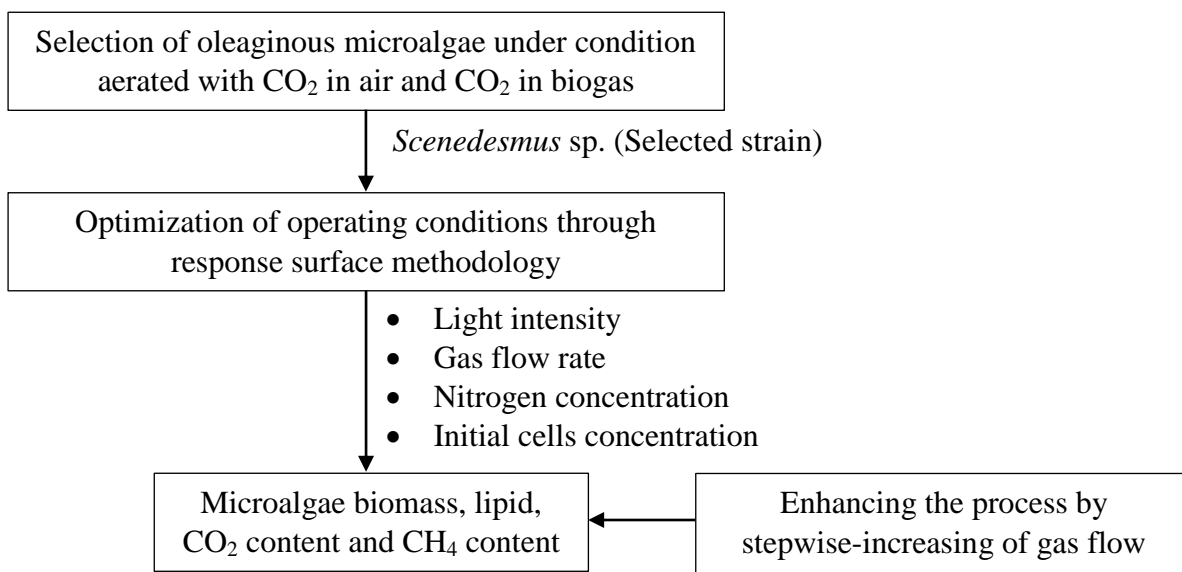 Selection of oleaginous microalgae under condition
aerated with CO₂ in air and CO₂ in biogas
Scenedesmus sp. (Selected strain)
Optimization of operating conditions through
response surface methodology
• Light intensity
• Gas flow rate
• Nitrogen concentration
• Initial cells concentration
Microalgae biomass, lipid,
CO₂ content and CH₄ content
Enhancing the process by
stepwise-increasing of gas flow